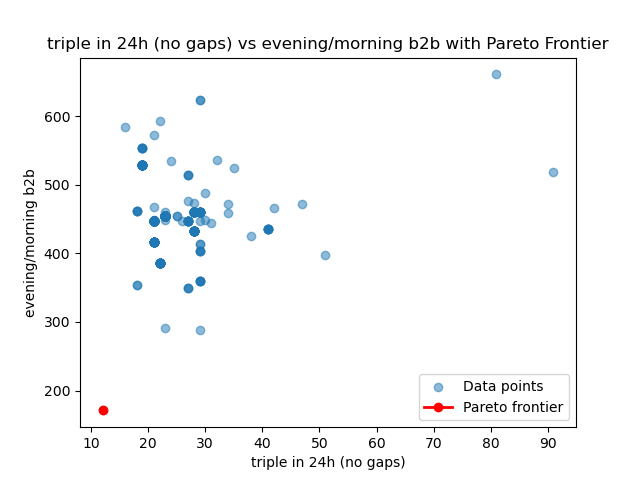 triple in 24h (no gaps) vs evening/morning b2b with Pareto Frontier
600
500
400
300
200
evening/morning b2b
10 20 30 40 50 60 70 80 90
triple in 24h (no gaps)
Data points
Pareto frontier